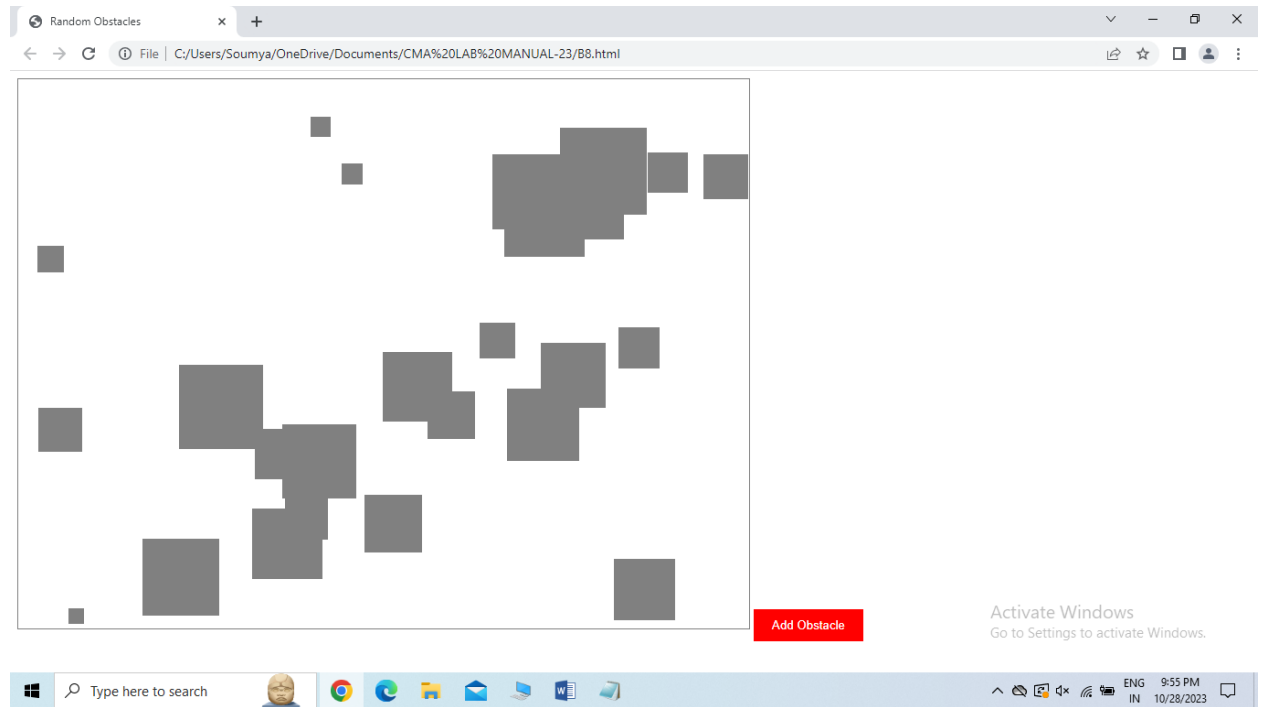 Random Obstacles
File | C:/Users/Soumya/OneDrive/Documents/CMA%20LAB%20MANUAL-23/B8.html
Add Obstacle
Activate Windows
Go to Settings to activate Windows.
Type here to search
ENG 9:55 PM
IN 10/28/2023